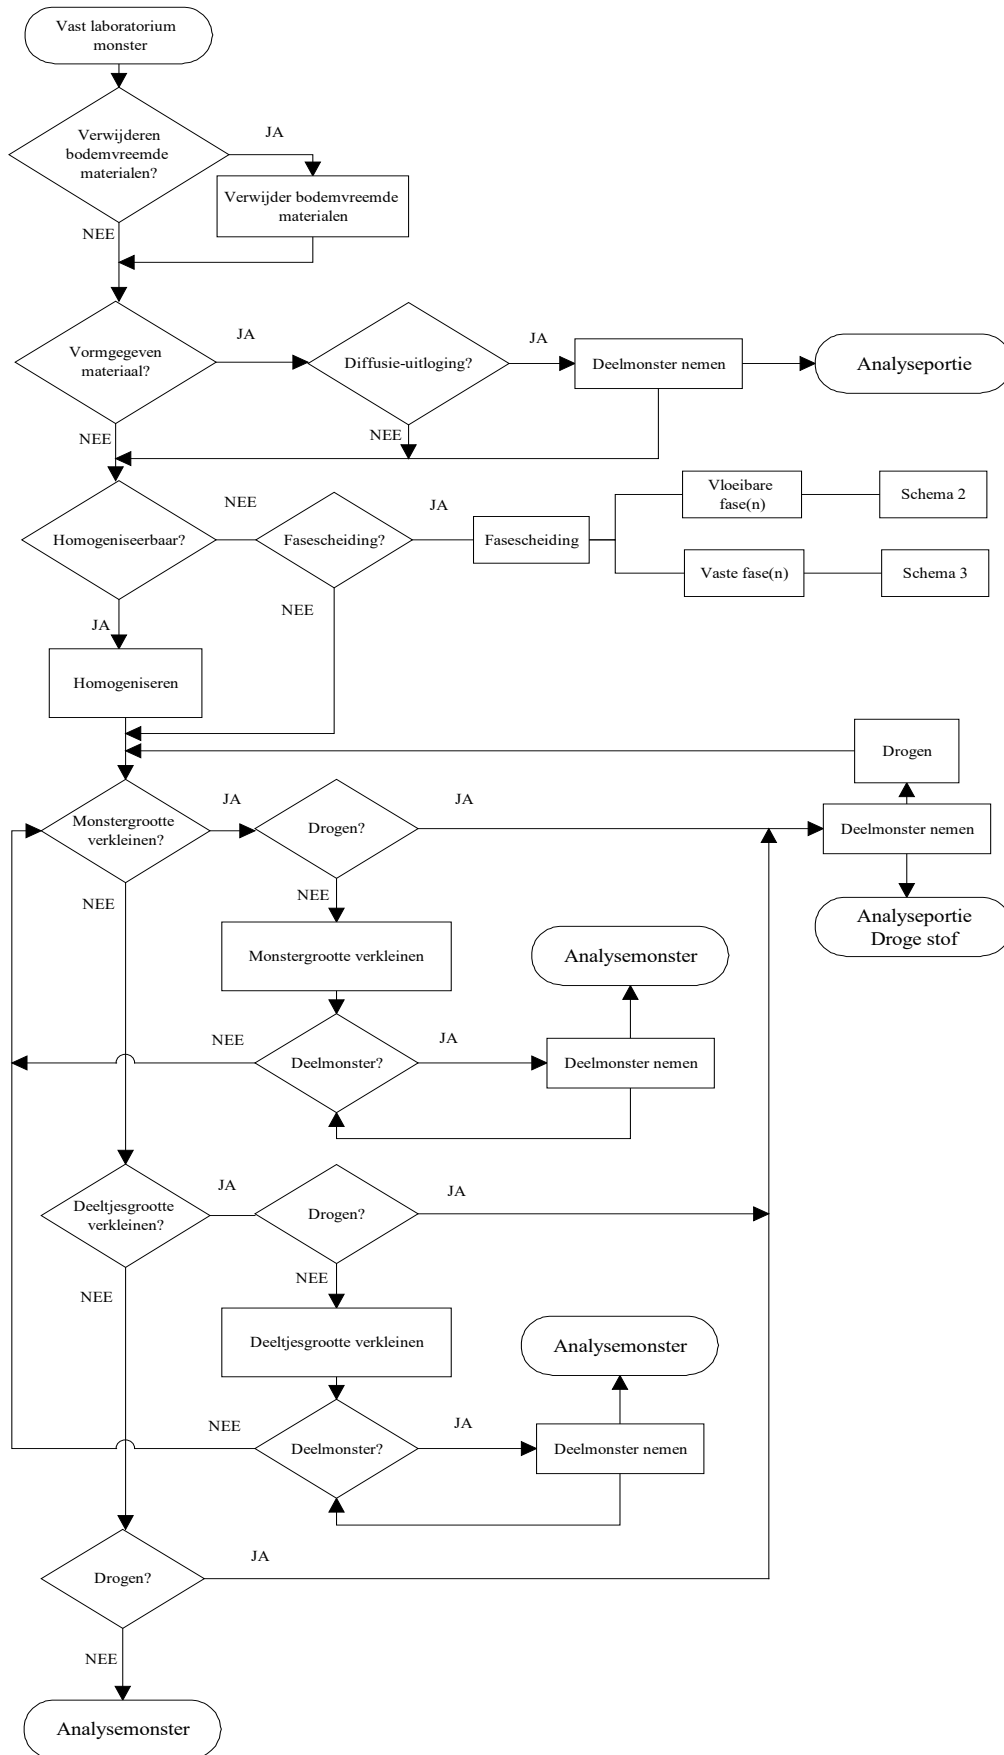 Vast laboratorium
monster
Verwijderen
bodemvreemde
materialen?
JA
Verwijder bodemvreemde
materialen
NEE
Vormgegeven
materiaal?
JA
Diffusie-uitloging?
JA
Deelmonster nemen
Analyseportie
NEE
NEE
Homogeniseerbaar?
NEE
Fasescheiding?
JA
Fasescheiding
Vloeibare
fase(n)
Schema 2
Vaste fase(n)
Schema 3
NEE
JA
Homogeniseren
Drogen
Monstergrootte
verkleinen?
JA
Drogen?
JA
Deelmonster nemen
NEE
NEE
Analyseportie
Droge stof
Monstergrootte verkleinen
Analysemonster
NEE
Deelmonster?
JA
Deelmonster nemen
Deeltjesgrootte
verkleinen?
JA
Drogen?
JA
NEE
NEE
Deeltjesgrootte verkleinen
Analysemonster
NEE
Deelmonster?
JA
Deelmonster nemen
Drogen?
JA
NEE
Analysemonster